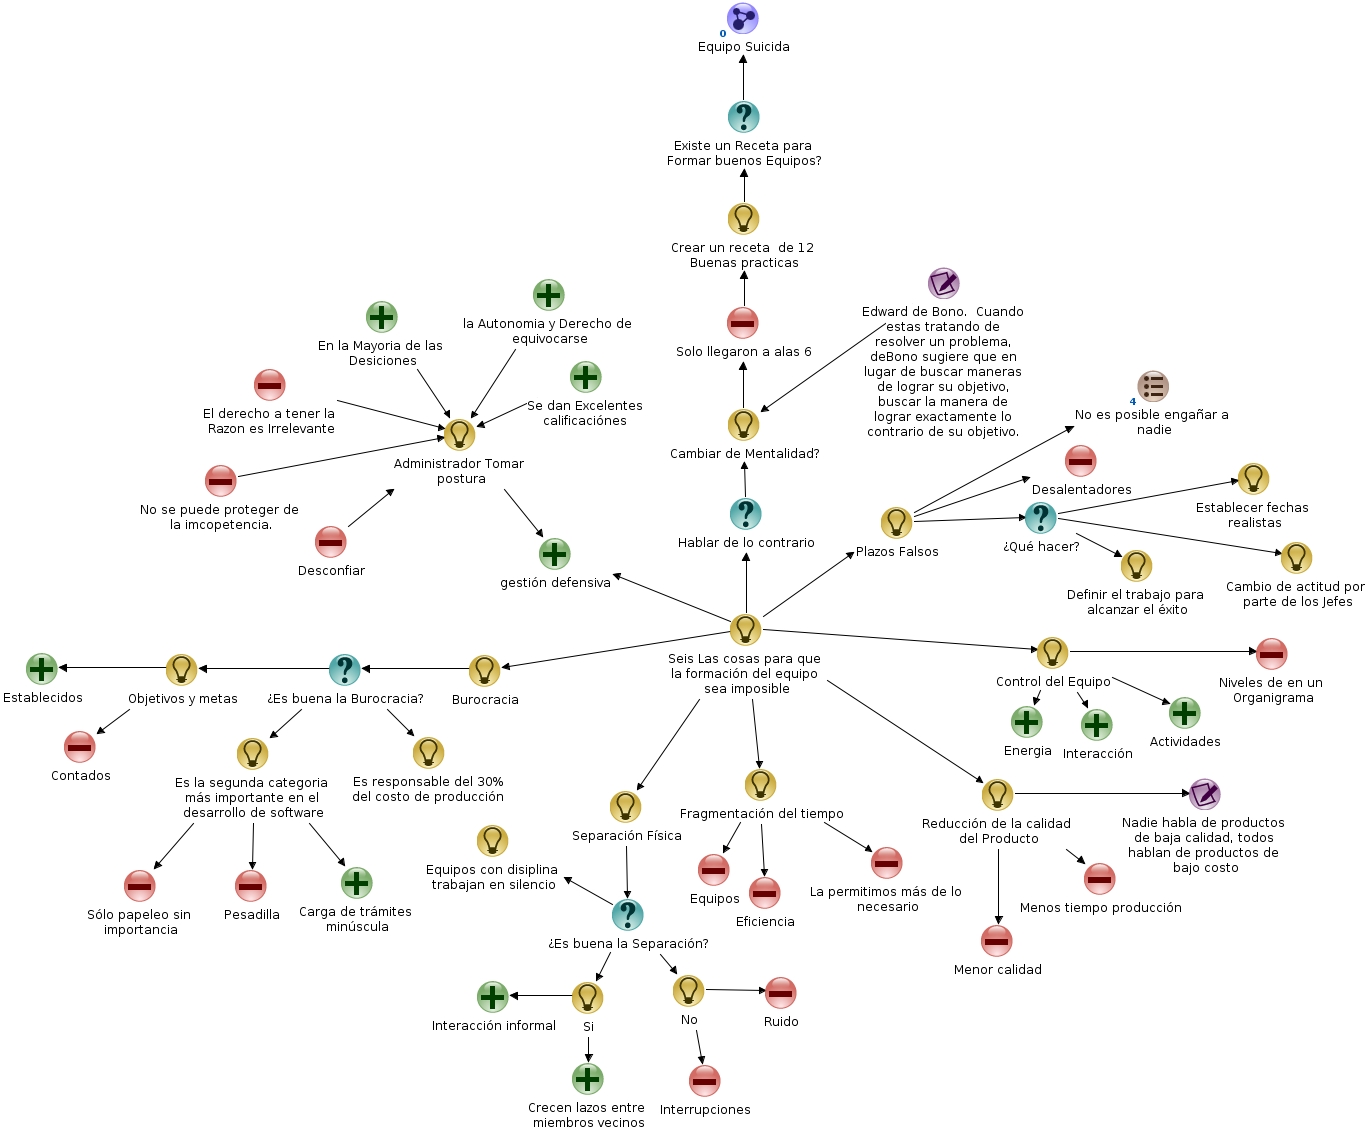 0
Equipo Suicida
?
Existe un Receta para
Formar buenos Equipos?
Crear un receta  de 12
Buenas practicas
Solo llegaron a alas 6
Edward de Bono.  Cuando
estas tratando de
resolver un problema,
deBono sugiere que en
lugar de buscar maneras
de lograr su objetivo,
buscar la manera de
lograr exactamente lo
contrario de su objetivo.
Cambiar de Mentalidad?
?
Hablar de lo contrario
la Autonomia y Derecho de
equivocarse
En la Mayoria de las
Desiciones
Se dan Excelentes
calificaciónes
El derecho a tener la
Razon es Irrelevante
Administrador Tomar
postura
No se puede proteger de
la imcopetencia.
Desconfiar
gestión defensiva
4
No es posible engañar a
nadie
Desalentadores
Plazos Falsos
?
¿Qué hacer?
Establecer fechas
realistas
Definir el trabajo para
alcanzar el éxito
Cambio de actitud por
parte de los Jefes
Seis Las cosas para que
la formación del equipo
sea imposible
Control del Equipo
Niveles de en un
Organigrama
Energia
Interacción
Actividades
Burocracia
?
¿Es buena la Burocracia?
Objetivos y metas
Establecidos
Contados
Es la segunda categoria
más importante en el
desarrollo de software
Es responsable del 30%
del costo de producción
Sólo papeleo sin
importancia
Pesadilla
Carga de trámites
minúscula
Separación Física
Equipos con disiplina
trabajan en silencio
?
¿Es buena la Separación?
Si
Interacción informal
Crecen lazos entre
miembros vecinos
No
Ruido
Interrupciones
Fragmentación del tiempo
Equipos
Eficiencia
La permitimos más de lo
necesario
Reducción de la calidad
del Producto
Nadie habla de productos
de baja calidad, todos
hablan de productos de
bajo costo
Menos tiempo producción
Menor calidad